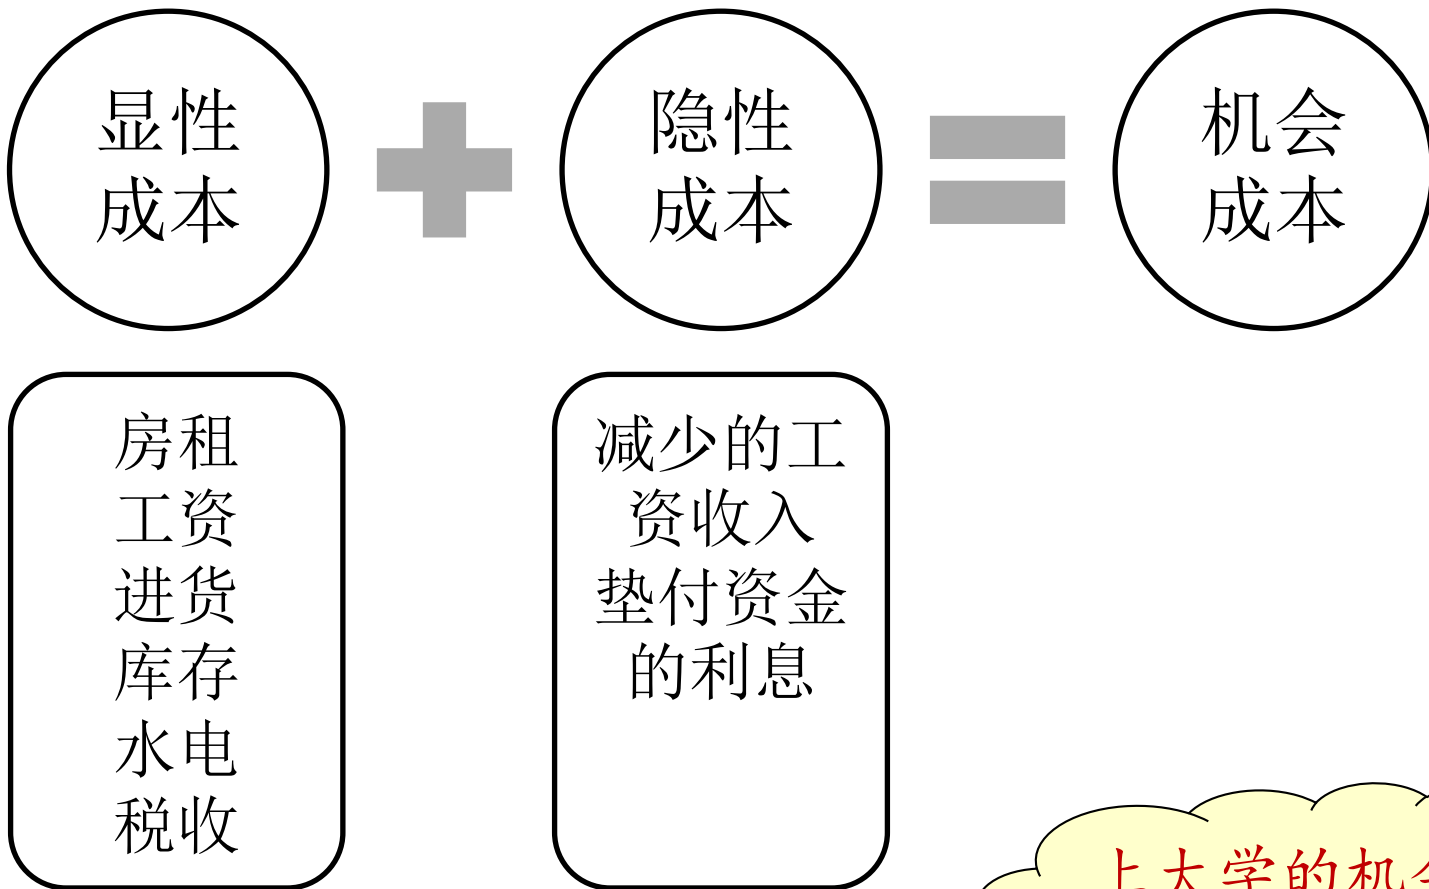 显性
成本
隐性
成本
机会
成本
房租
工资
进货
库存
水电
税收
减少的工
资收入
垫付资金
的利息
上大学的机会